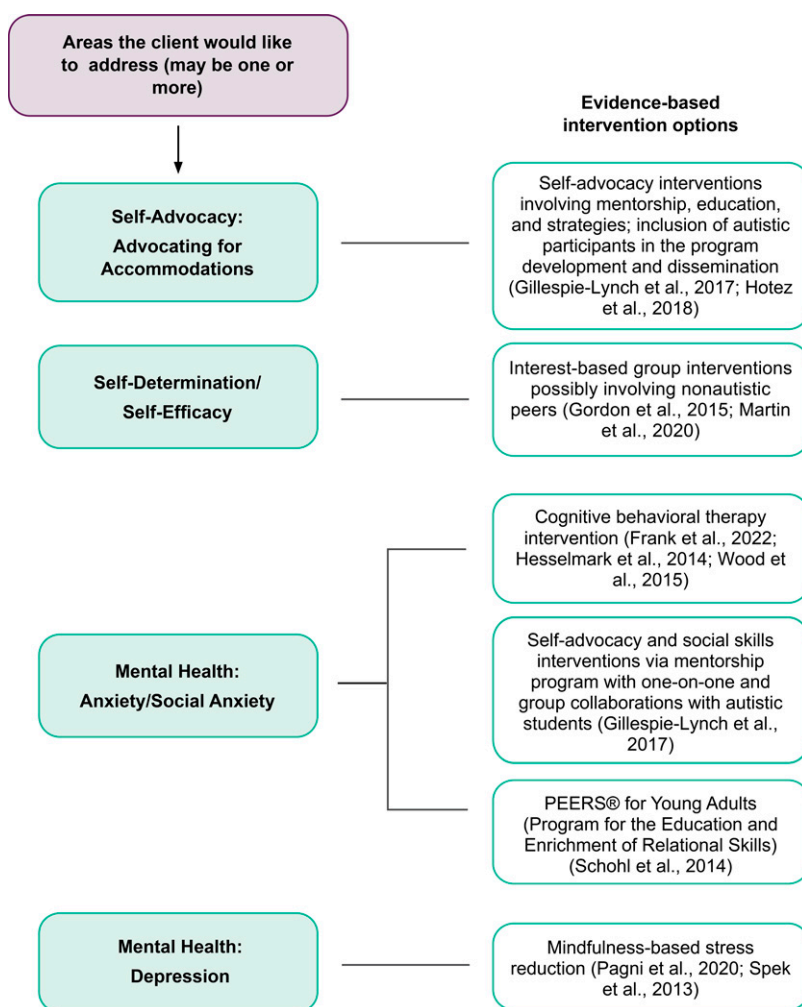 Areas the client would like
to address (may be one or
more)
Evidence-based
intervention options
Self-Advocacy:
Advocating for
Accommodations
Self-advocacy interventions
involving mentorship, education,
and strategies; inclusion of autistic
participants in the program
development and dissemination
(Gillespie-Lynch et al., 2017; Hotez
et al., 2018)
Self-Determination/
Self-Efficacy
Interest-based group interventions
possibly involving nonautistic
peers (Gordon et al., 2015; Martin
et al., 2020)
Mental Health:
Anxiety/Social Anxiety
Cognitive behavioral therapy
intervention (Frank et al., 2022;
Hesselmark et al., 2014; Wood
et al., 2015)
Self-advocacy and social skills
interventions via mentorship
program with one-on-one and
group collaborations with autistic
students (Gillespie-Lynch et al.,
2017)
PEERS® for Young Adults
(Program for the Education and
Enrichment of Relational Skills)
(Schohl et al., 2014)
Mental Health:
Depression
Mindfulness-based stress
reduction (Pagni et al., 2020; Spek
et al., 2013)